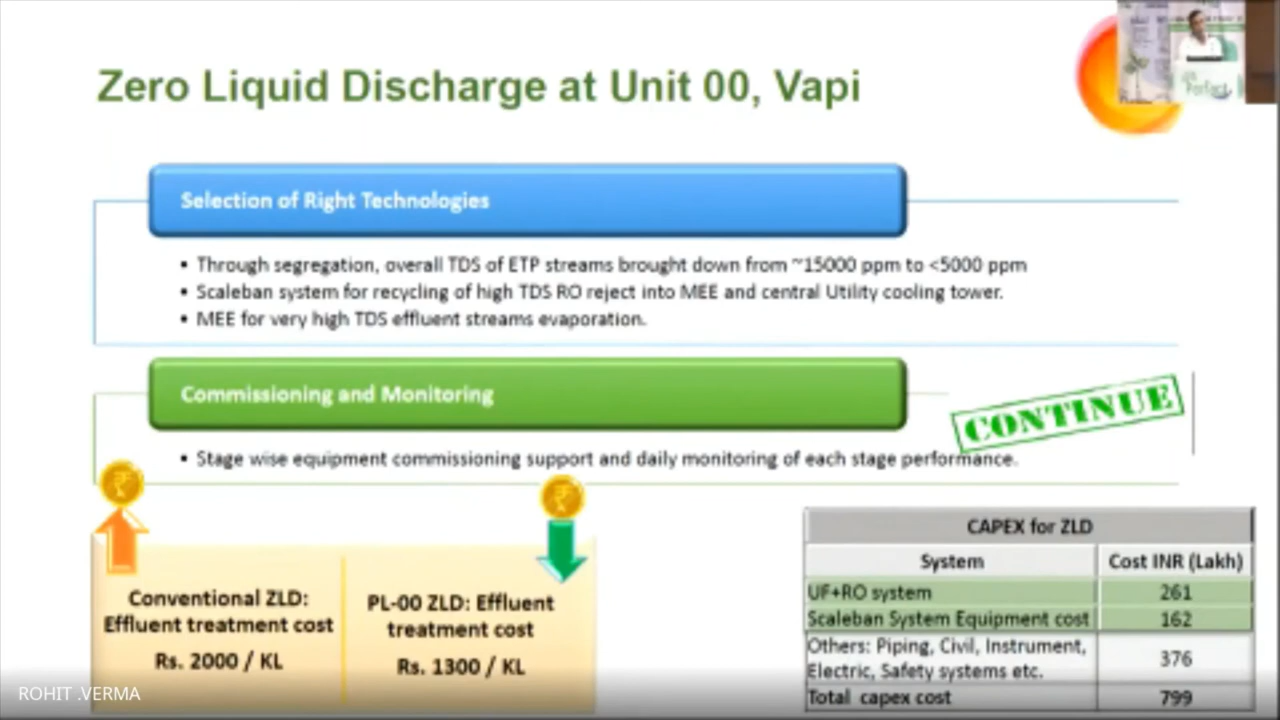 Zero Liquid Discharge at Unit 00, Vapi
Selection of Right Technologies
▪ Through segregation, overall TDS of ETP streams brought down from ~15000 ppm to <5000 ppm
▪ Scaleban system for recycling of high TDS RO reject into MEE and central Utility cooling tower.
▪ MEE for very high TDS effluent streams evaporation.
Commissioning and Monitoring
CONTINUE
▪ Stage wise equipment commissioning support and daily monitoring of each stage performance.
Conventional ZLD:
Effluent treatment cost
Rs. 2000 / KL
PL-00 ZLD: Effluent
treatment cost
Rs. 1300 / KL
CAPEX for ZLD
System Cost INR (Lakh)
UF+RO system 261
Scaleban System Equipment cost 162
Others: Piping, Civil, Instrument,
Electric, Safety systems etc. 376
Total capex cost 799
ROHIT .VERMA